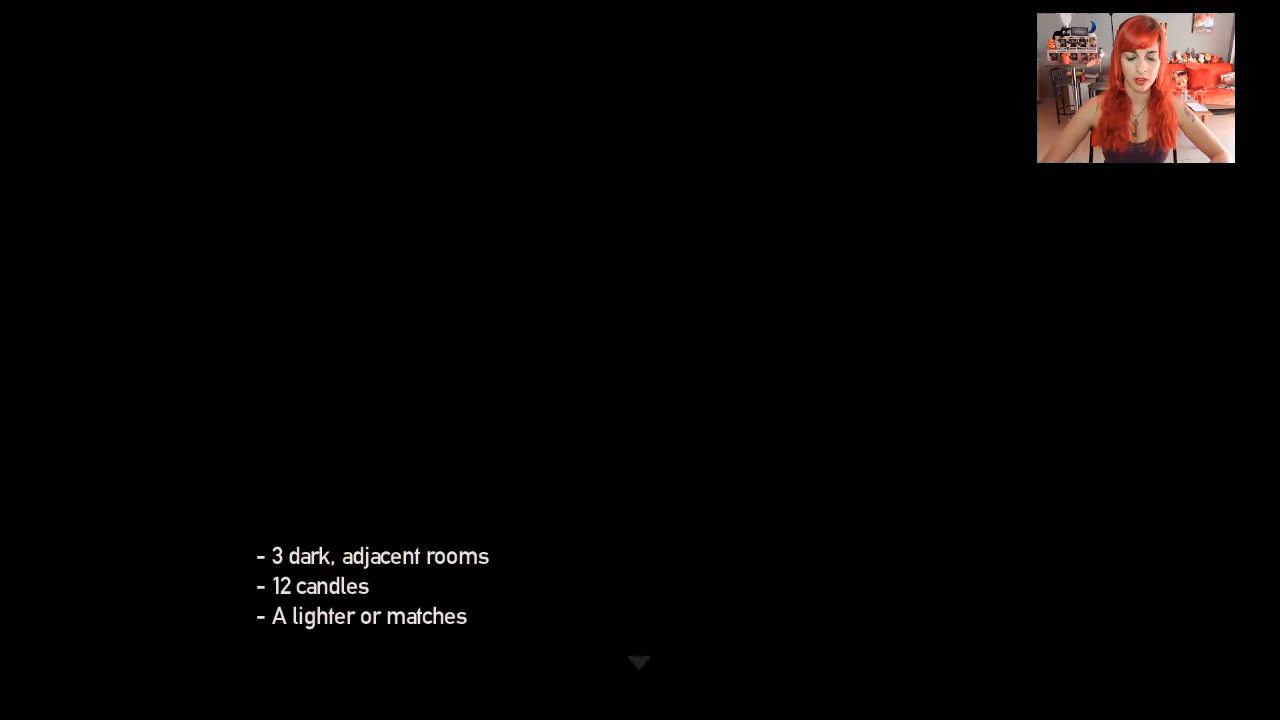 - 3 dark, adjacent rooms
- 12 candles
- A lighter or matches